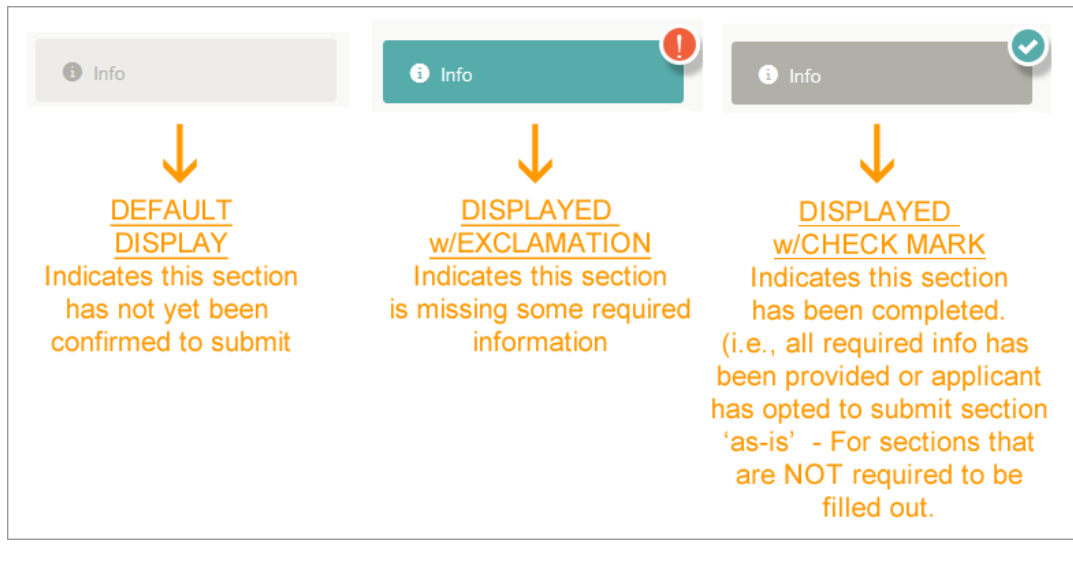 Info
DEFAULT
DISPLAY
Indicates this section
has not yet been
confirmed to submit
Info
DISPLAYED
w/EXCLAMATION
Indicates this section
is missing some required
information
Info
DISPLAYED
w/CHECK MARK
Indicates this section
has been completed.
(i.e., all required info has
been provided or applicant
has opted to submit section
‘as-is’ - For sections that
are NOT required to be
filled out.